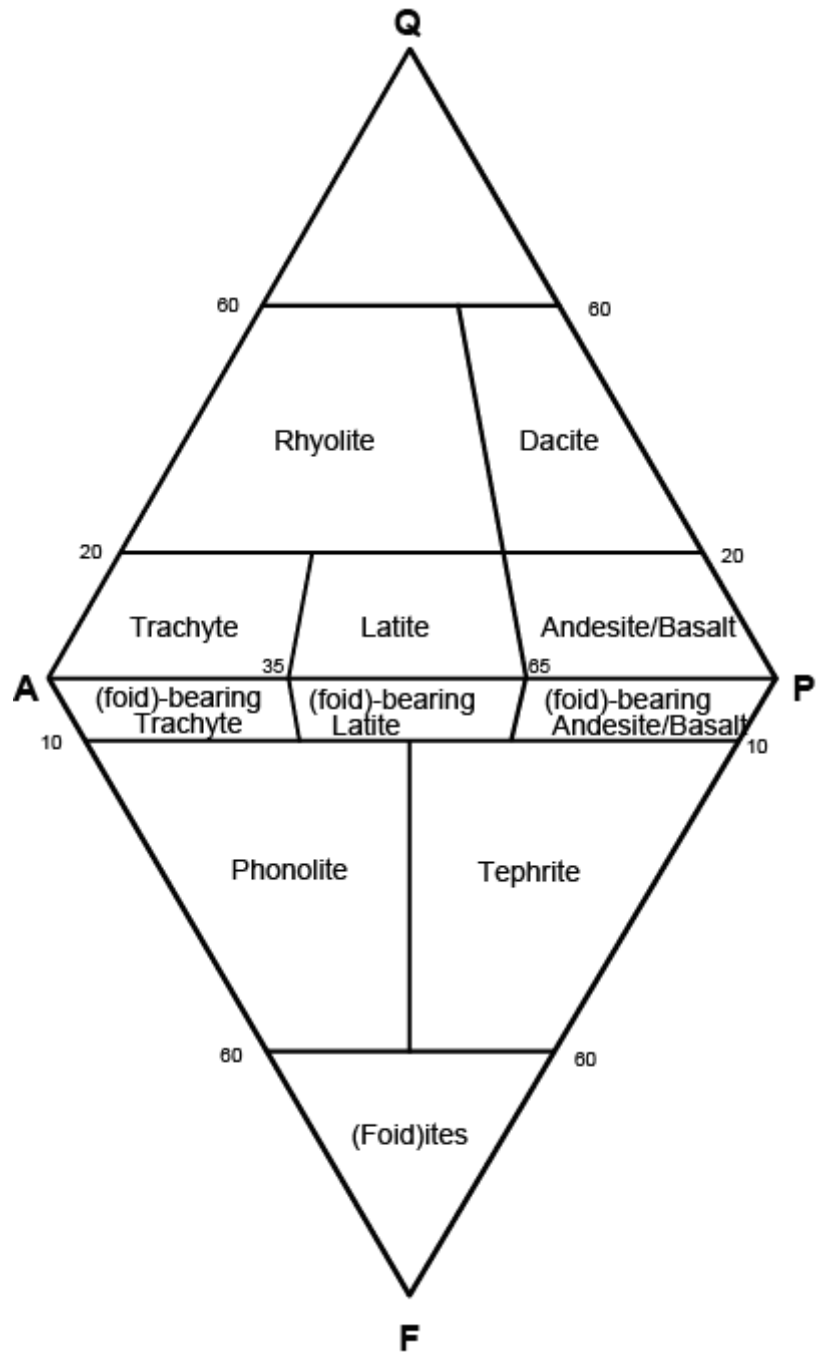 Q
60
60
Rhyolite
Dacite
20
20
Trachyte
Latite
Andesite/Basalt
35
65
A
P
(foid)-bearing
Trachyte
(foid)-bearing
Latite
(foid)-bearing
Andesite/Basalt
10
10
Phonolite
Tephrite
60
60
(Foid)ites
F